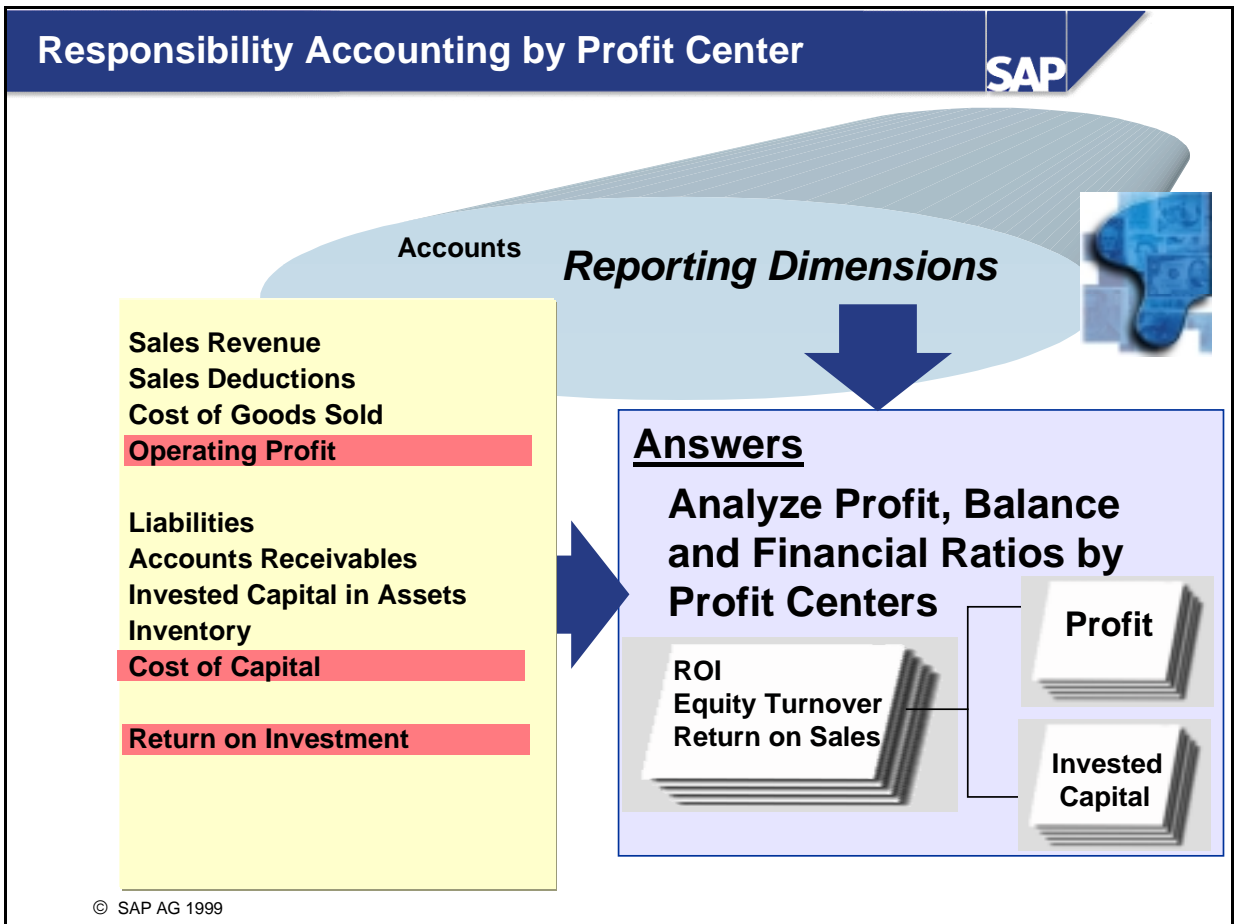 Responsibility Accounting by Profit Center
SAP
Accounts
Reporting Dimensions
Sales Revenue
Sales Deductions
Cost of Goods Sold
Operating Profit
Liabilities
Accounts Receivables
Invested Capital in Assets
Inventory
Cost of Capital
Return on Investment
Answers
Analyze Profit, Balance
and Financial Ratios by
Profit Centers
ROI
Equity Turnover
Return on Sales
Profit
Invested
Capital
© SAP AG 1999